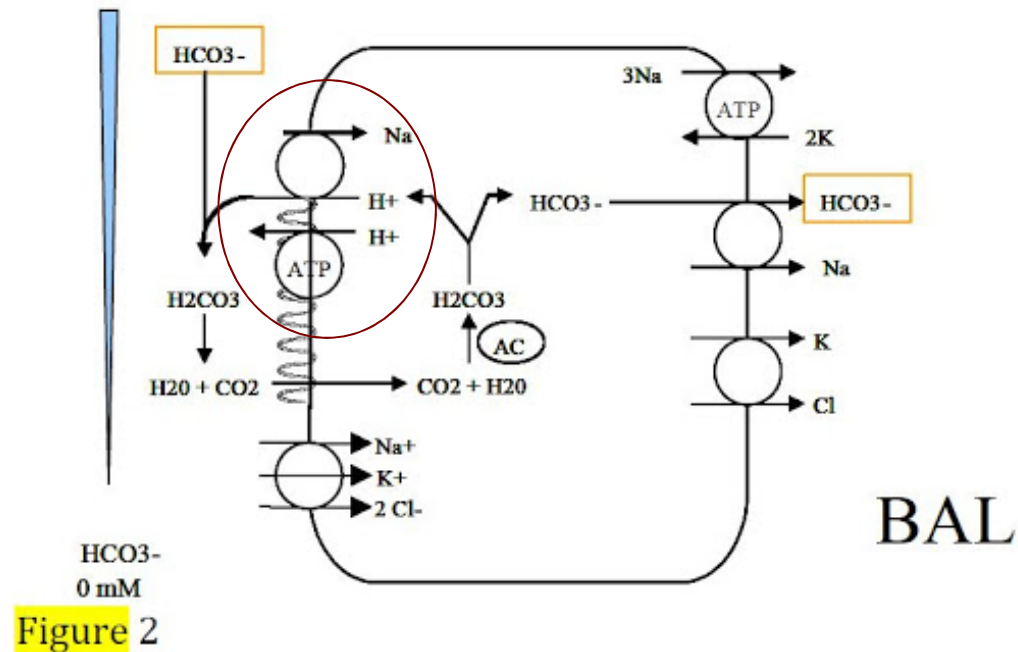 HCO3-
3Na
ATP
2K
Na
H+
HCO3-
HCO3-
H+
ATP
Na
H2CO3
H2CO3
AC
K
H20 + CO2
CO2 + H20
Cl
Na+
K+
2 Cl-
BAL
HCO3-
0 mM
Figure 2